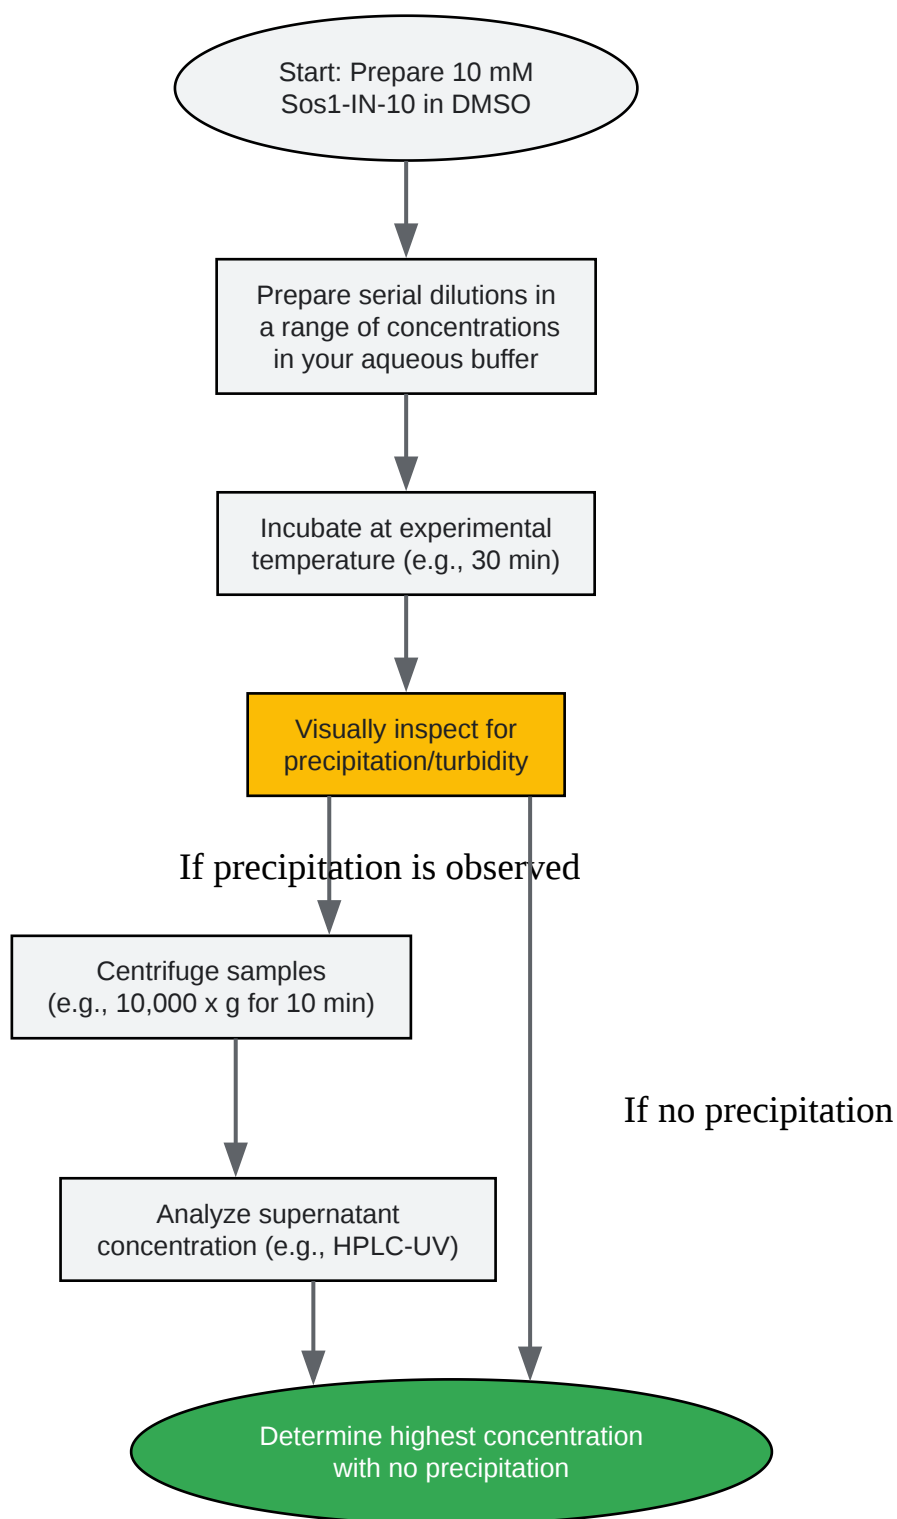 Start: Prepare 10 mM
Sos1-IN-10 in DMSO
Prepare serial dilutions in
a range of concentrations
in your aqueous buffer
Incubate at experimental
temperature (e.g., 30 min)
Visually inspect for
precipitation/turbidity
If precipitation is observed
Centrifuge samples
(e.g., 10,000 x g for 10 min)
If no precipitation
Analyze supernatant
concentration (e.g., HPLC-UV)
Determine highest concentration
with no precipitation